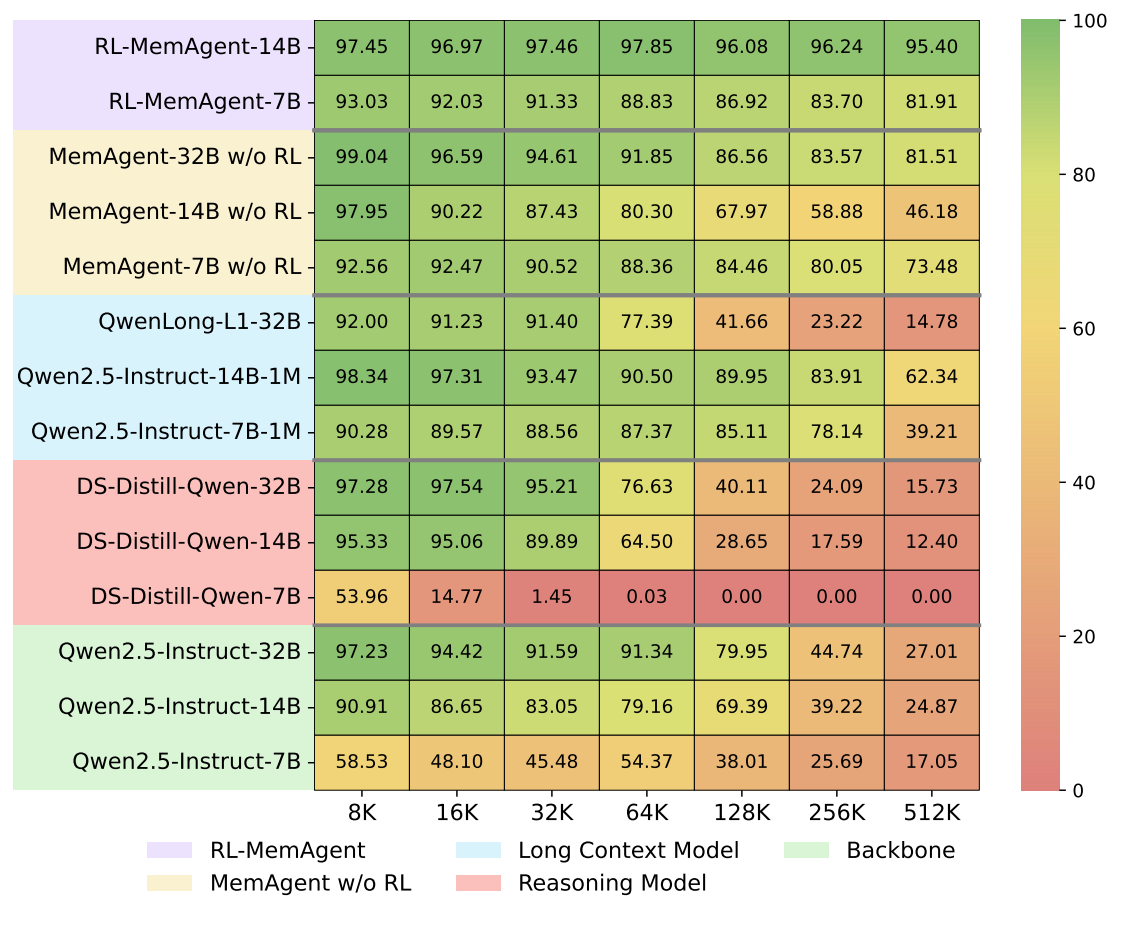 RL-MemAgent-14B 97.45 96.97 97.46 97.85 96.08 96.24 95.40
RL-MemAgent-7B 93.03 92.03 91.33 88.83 86.92 83.70 81.91
MemAgent-32B w/o RL 99.04 96.59 94.61 91.85 86.56 83.57 81.51
MemAgent-14B w/o RL 97.95 90.22 87.43 80.30 67.97 58.88 46.18
MemAgent-7B w/o RL 92.56 92.47 90.52 88.36 84.46 80.05 73.48
QwenLong-L1-32B 92.00 91.23 91.40 77.39 41.66 23.22 14.78
Qwen2.5-Instruct-14B-1M 98.34 97.31 93.47 90.50 89.95 83.91 62.34
Qwen2.5-Instruct-7B-1M 90.28 89.57 88.56 87.37 85.11 78.14 39.21
DS-Distill-Qwen-32B 97.28 97.54 95.21 76.63 40.11 24.09 15.73
DS-Distill-Qwen-14B 95.33 95.06 89.89 64.50 28.65 17.59 12.40
DS-Distill-Qwen-7B 53.96 14.77 1.45 0.03 0.00 0.00 0.00
Qwen2.5-Instruct-32B 97.23 94.42 91.59 91.34 79.95 44.74 27.01
Qwen2.5-Instruct-14B 90.91 86.65 83.05 79.16 69.39 39.22 24.87
Qwen2.5-Instruct-7B 58.53 48.10 45.48 54.37 38.01 25.69 17.05
8K 16K 32K 64K 128K 256K 512K
100
80
60
40
20
0
RL-MemAgent Long Context Model Backbone
MemAgent w/o RL Reasoning Model